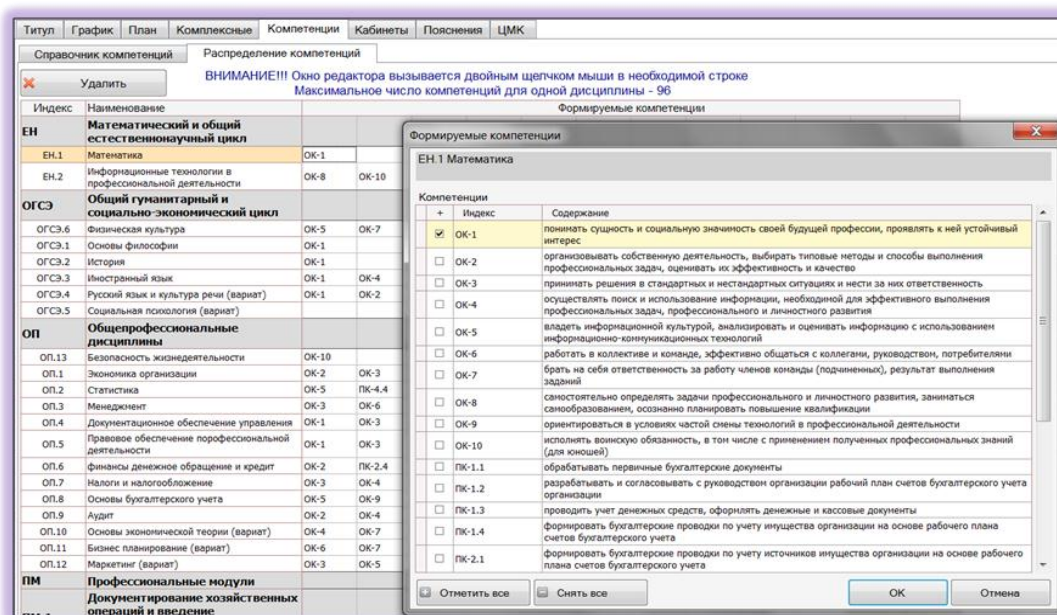 Титул График План Комплексные Компетенции Кабинеты Пояснения ЦМК
Справочник компетенций Распределение компетенций
Удалить
ВНИМАНИЕ!!! Окно редактора вызывается двойным щелчком мыши в необходимой строке
Максимальное число компетенций для одной дисциплины - 96
Индекс Наименование Формируемые компетенции
ЕН Математический и общий
естественнонаучный цикл
ЕН.1 Математика ОК-1
ЕН.2 Информационные технологии в
профессиональной деятельности ОК-8 ОК-10
ОГСЭ Общий гуманитарный и
социально-экономический цикл
ОГСЭ.6 Физическая культура ОК-5 ОК-7
ОГСЭ.1 Основы философии ОК-1
ОГСЭ.2 История ОК-1
ОГСЭ.3 Иностранный язык ОК-1 ОК-4
ОГСЭ.4 Русский язык и культура речи (вариат) ОК-1 ОК-2
ОГСЭ.5 Социальная психология (вариат)
ОП Общепрофессиональные
дисциплины
ОП.13 Безопасность жизнедеятельности ОК-10
ОП.1 Экономика организации ОК-2 ОК-3
ОП.2 Статистика ОК-5 ПК-4.4
ОП.3 Менеджмент ОК-3 ОК-6
ОП.4 Документационное обеспечение управления ОК-1 ОК-3
ОП.5 Правовое обеспечение порофессиональной
деятельности ОК-1 ОК-3
ОП.6 финансы денежное обращение и кредит ОК-2 ПК-2.4
ОП.7 Налоги и налогообложение ОК-3 ОК-4
ОП.8 Основы бухгалтерского учета ОК-5 ОК-9
ОП.9 Аудит ОК-2 ОК-4
ОП.10 Основы экономической теории (вариат) ОК-4 ОК-7
ОП.11 Бизнес планирование (вариат) ОК-6 ОК-7
ОП.12 Маркетинг (вариат) ОК-3 ОК-5
ПМ Профессиональные модули
Документирование хозяйственных
операций и введение
Формируемые компетенции
ЕН.1 Математика
Компетенции
+ Индекс Содержание
ОК-1 понимать сущность и социальную значимость своей будущей профессии, проявлять к ней устойчивый
интерес
ОК-2 организовывать собственную деятельность, выбирать типовые методы и способы выполнения
профессиональных задач, оценивать их эффективность и качество
ОК-3 принимать решения в стандартных и нестандартных ситуациях и нести за них ответственность
ОК-4 осуществлять поиск и использование информации, необходимой для эффективного выполнения
профессиональных задач, профессионального и личностного развития
ОК-5 владеть информационной культурой, анализировать и оценивать информацию с использованием
информационно-коммуникационных технологий
ОК-6 работать в коллективе и команде, эффективно общаться с коллегами, руководством, потребителями
ОК-7 брать на себя ответственность за работу членов команды (подчиненных), результат выполнения
заданий
ОК-8 самостоятельно определять задачи профессионального и личностного развития, заниматься
самообразованием, осознанно планировать повышение квалификации
ОК-9 ориентироваться в условиях частой смены технологий в профессиональной деятельности
ОК-10 исполнять воинскую обязанность, в том числе с применением полученных профессиональных знаний
(для юношей)
ПК-1.1 обрабатывать первичные бухгалтерские документы
ПК-1.2 разрабатывать и согласовывать с руководством организации рабочий план счетов бухгалтерского учета
организации
ПК-1.3 проводить учет денежных средств, оформлять денежные и кассовые документы
ПК-1.4 формировать бухгалтерские проводки по учету имущества организации на основе рабочего плана
счетов бухгалтерского учета
ПК-2.1 формировать бухгалтерские проводки по учету источников имущества организации на основе рабочего
плана счетов бухгалтерского учета
Отметить все Снять все ОК Отмена